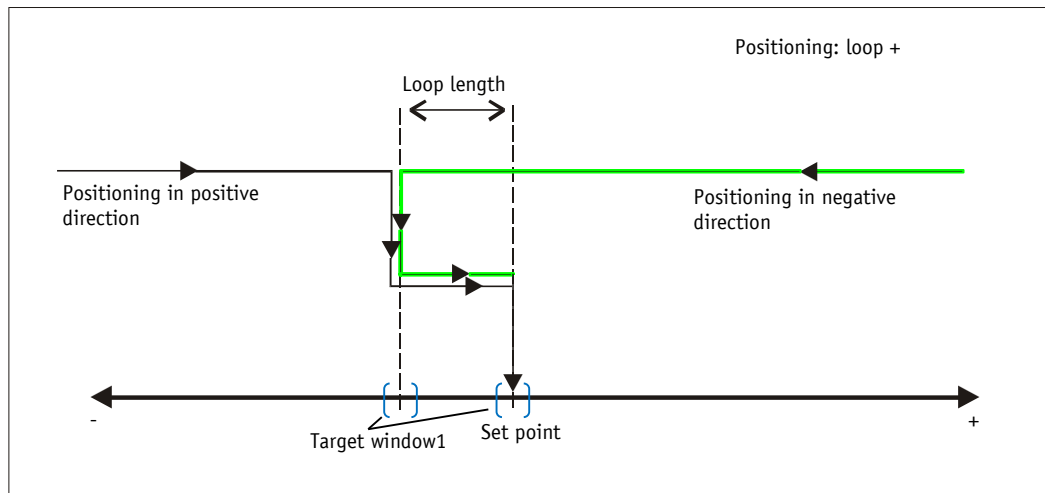 Positioning: loop +
Loop length
Positioning in positive
direction
Positioning in negative
direction
-
+
Target window1
Set point